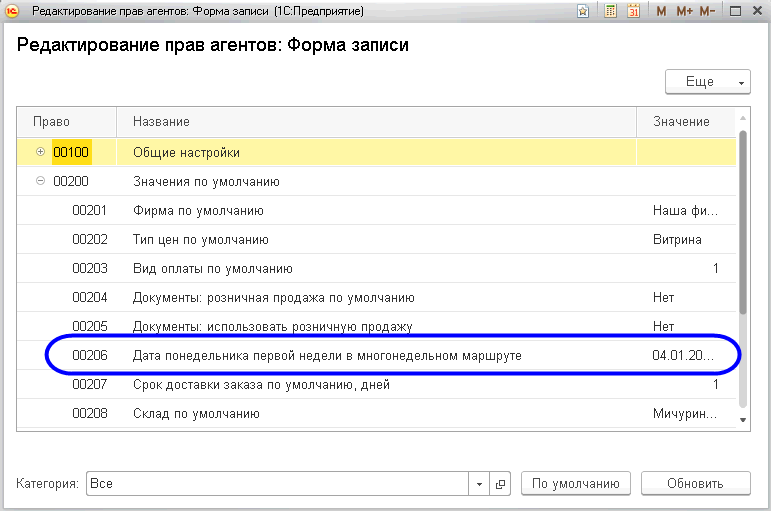 Редактирование прав агентов: Форма записи (1С:Предприятие)
M M+ M-
Редактирование прав агентов: Форма записи
Еще
Право Название Значение
00100 Общие настройки
00200 Значения по умолчанию
00201 Фирма по умолчанию Наша фи...
00202 Тип цен по умолчанию Витрина
00203 Вид оплаты по умолчанию 1
00204 Документы: розничная продажа по умолчанию Нет
00205 Документы: использовать розничную продажу Нет
00206 Дата понедельника первой недели в многонедельном маршруте 04.01.20...
00207 Срок доставки заказа по умолчанию, дней 1
00208 Склад по умолчанию Мичурин...
Категория: Все По умолчанию Обновить